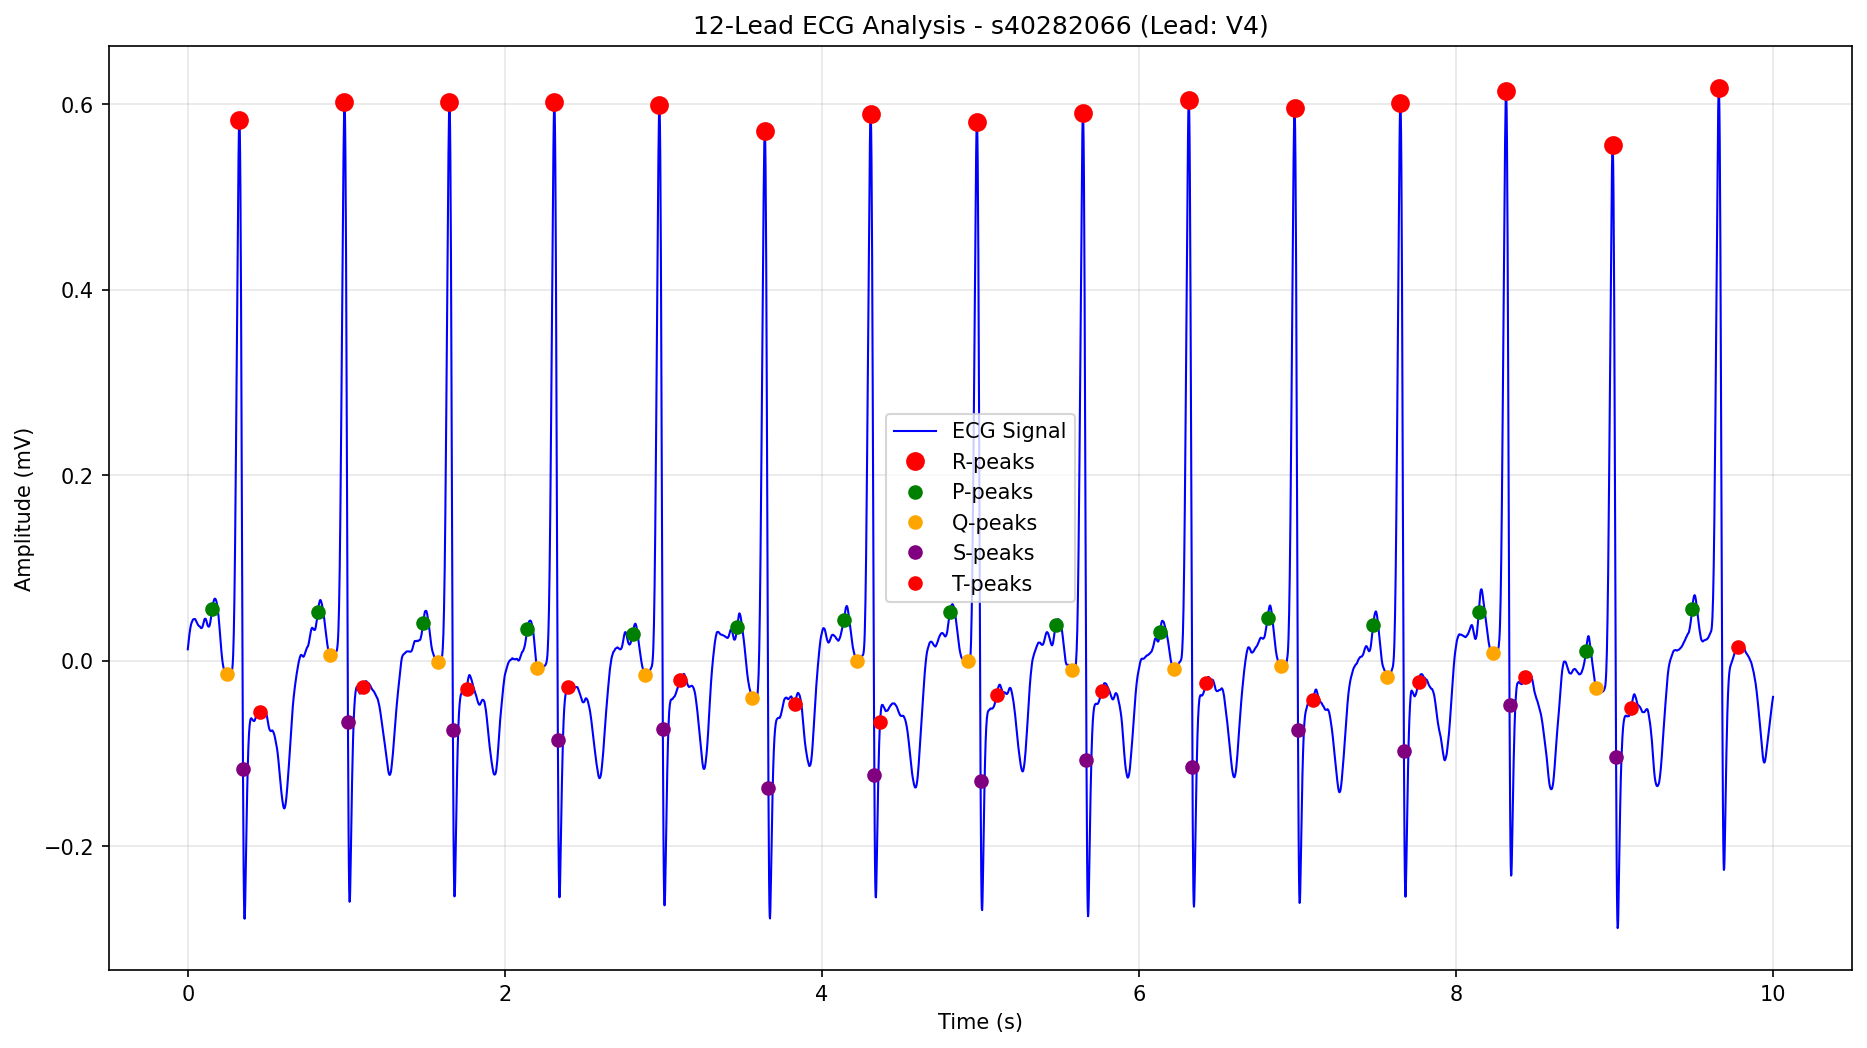 12-Lead ECG Analysis - s40282066 (Lead: V4)
Amplitude (mV)
0.6
0.4
0.2
0.0
−0.2
ECG Signal
R-peaks
P-peaks
Q-peaks
S-peaks
T-peaks
0 2 4 6 8 10
Time (s)